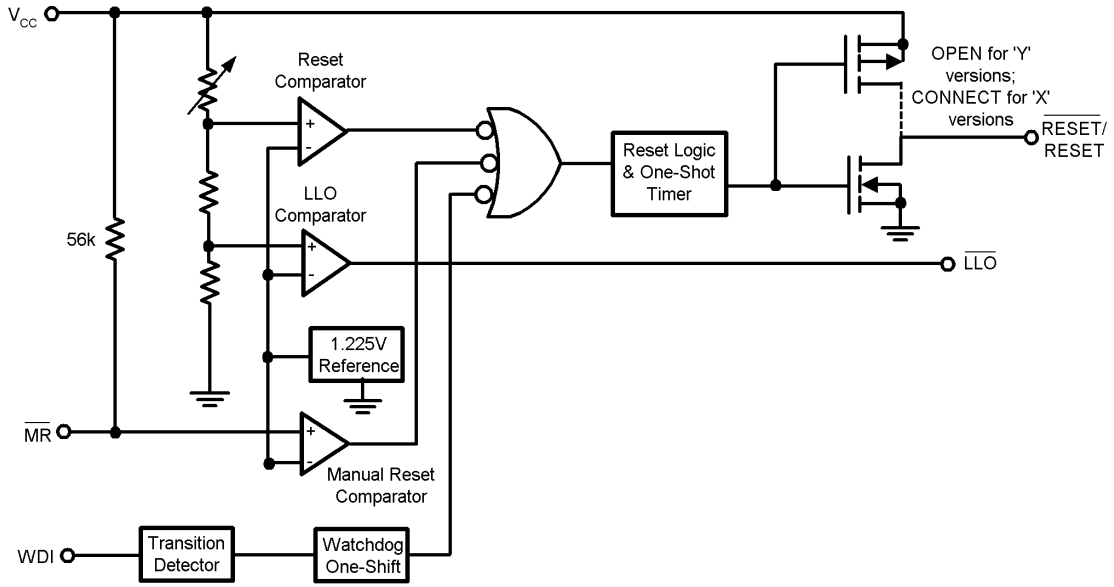 VCC
Reset
Comparator
+
-
OPEN for 'Y'
versions;
CONNECT for 'X'
versions
RESET/
RESET
Reset Logic
& One-Shot
Timer
LLO
Comparator
+
-
56k
LLO
1.225V
Reference
MR
+
-
Manual Reset
Comparator
WDI
Transition
Detector
Watchdog
One-Shift